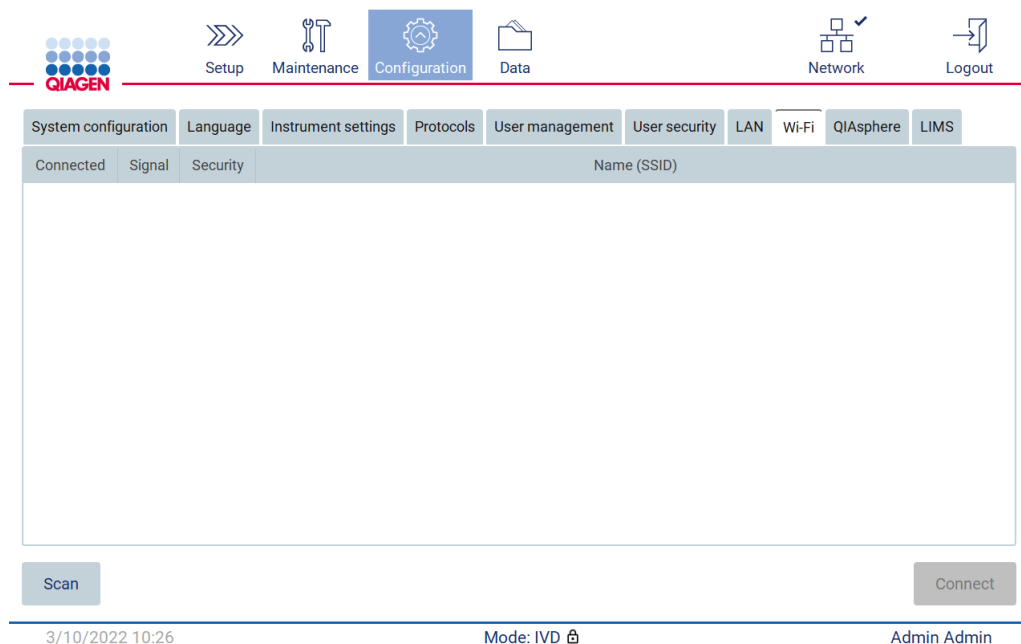 QIAGEN
Setup Maintenance Configuration Data Network Logout
System configuration Language Instrument settings Protocols User management User security LAN Wi-Fi QIAsphere LIMS
Connected Signal Security Name (SSID)
Scan Connect
3/10/2022 10:26 Mode: IVD Admin Admin